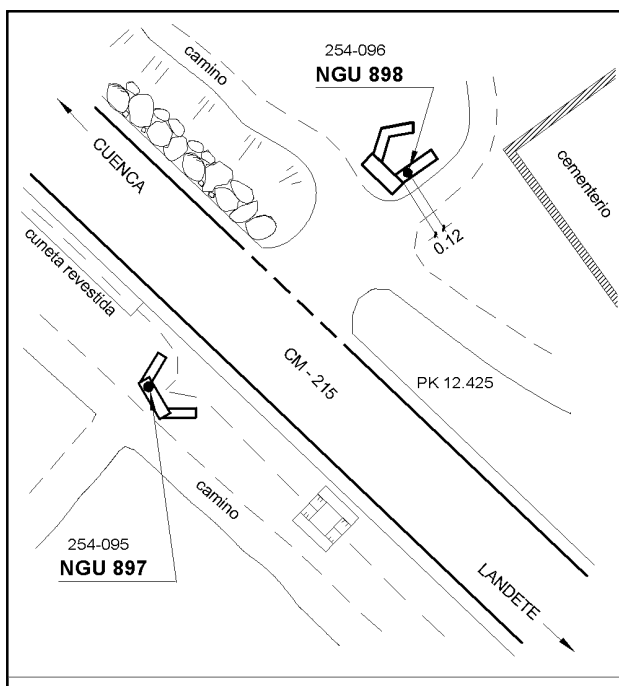 camino
254-096
NGU 898
CUENCA
cementerio
0.12
cuneta revestida
CM - 215
PK 12.425
camino
254-095
NGU 897
LANDETE